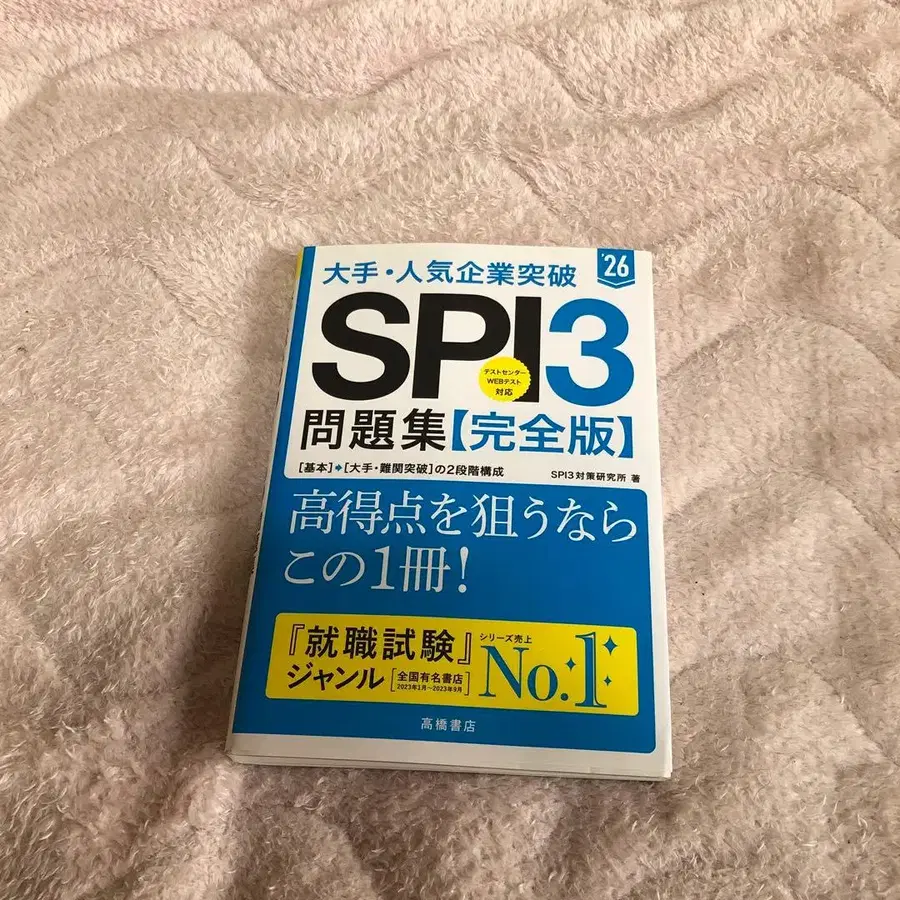 '26
大手・人気企業突破
SPI3
テストセンター
WEBテスト
対応
問題集【完全版】
[基本]➡[大手・難関突破]の2段階構成
SPI3対策研究所 著
高得点を狙うなら
この1冊!
『就職試験』
ジャンル
[全国有名書店
2023年1月〜2023年9月]
シリーズ売上
No.1
高橋書店